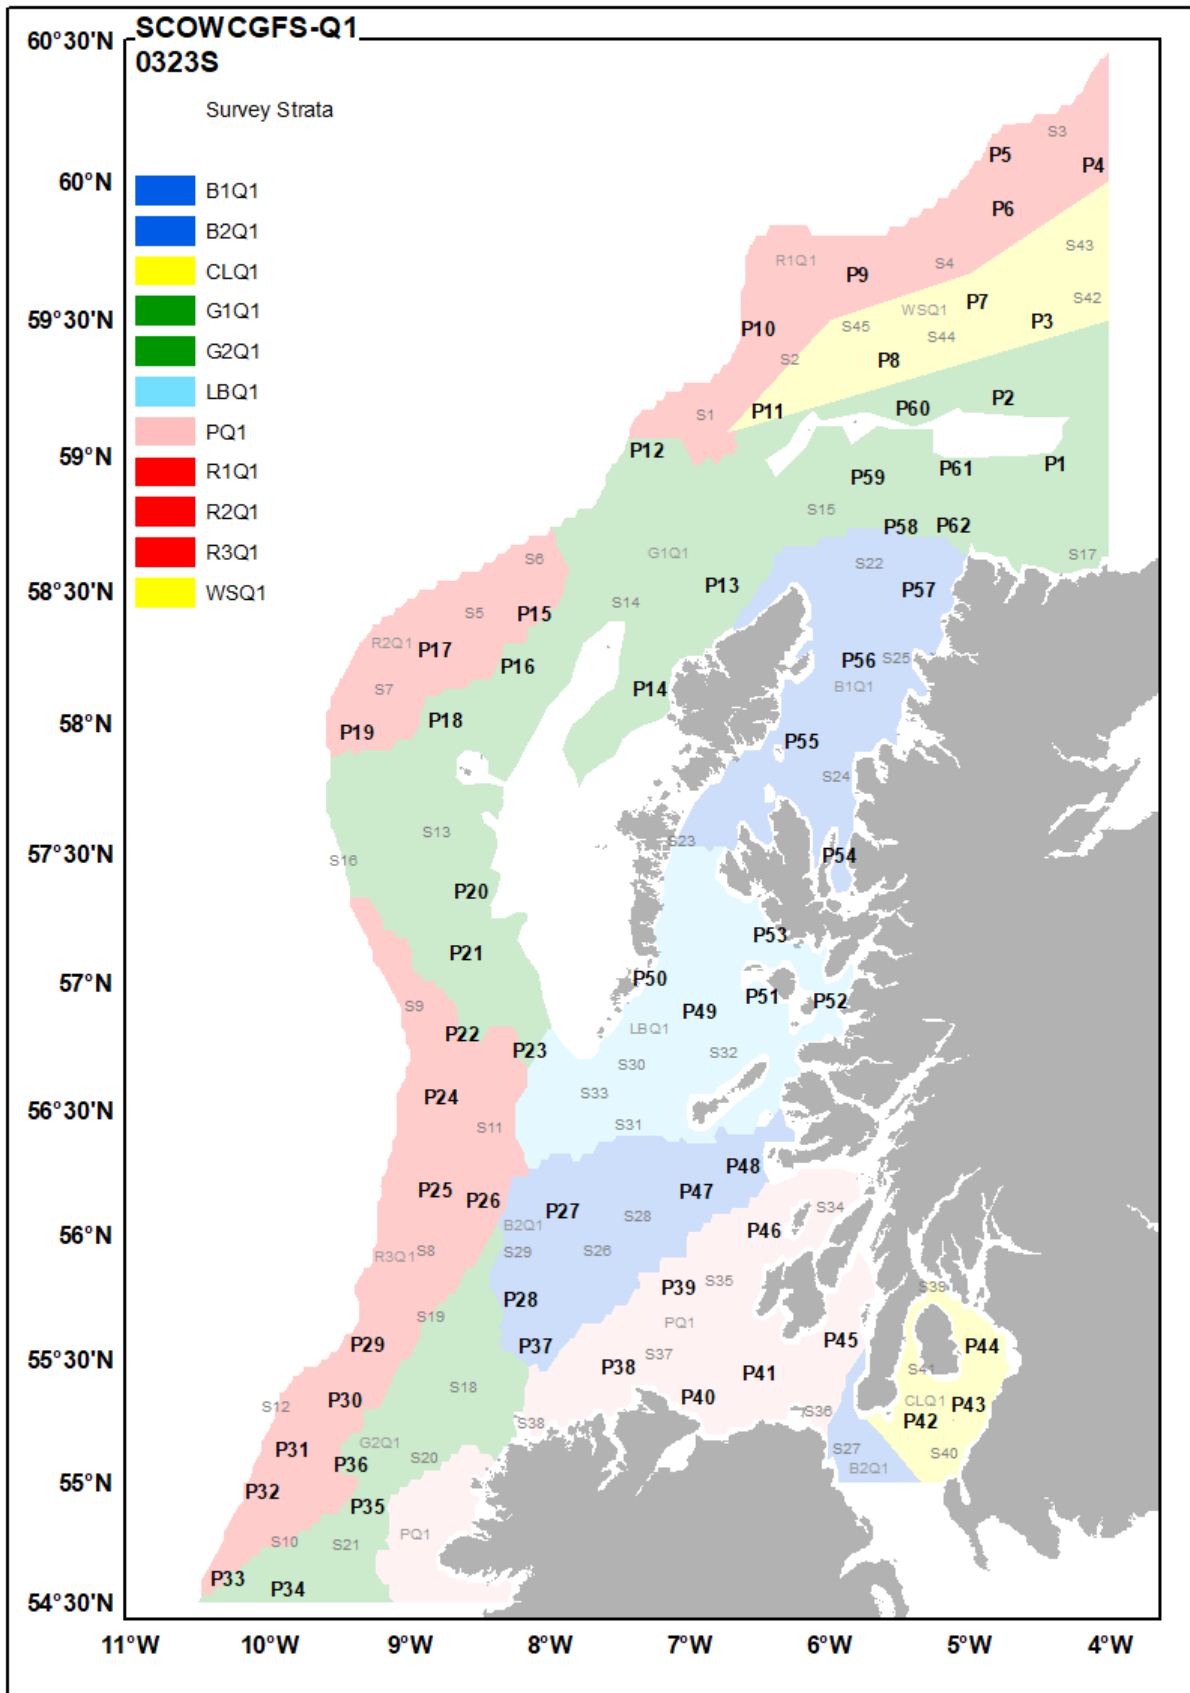 SCOWCGFS-Q1
0323S
Survey Strata
B1Q1
B2Q1
CLQ1
G1Q1
G2Q1
LBQ1
PQ1
R1Q1
R2Q1
R3Q1
WSQ1
60°30'N
60°N
59°30'N
59°N
58°30'N
58°N
57°30'N
57°N
56°30'N
56°N
55°30'N
55°N
54°30'N
S3
P5
P4
P6
S43
R1Q1
S4
P9
S42
P7
WSQ1
P3
P10
S45
S44
S2
P8
P2
P60
P11
S1
P12
P1
P61
P59
S15
P62
P58
G1Q1
S17
S6
S22
P57
P13
S14
S5
P15
R2Q1
P17
P16
P56
S25
S7
P14
B1Q1
P18
P19
P55
S24
S13
S23
S16
P54
P20
P53
P21
P50
S9
P51
P52
P49
P22
LBQ1
P23
S32
S30
P24
S33
S11
S31
P48
P25
P47
P26
S34
P27
S28
B2Q1
P46
S8
R3Q1
S29
S26
P39
S35
S39
P28
S19
PQ1
P29
P37
S37
P45
P44
P38
P41
S41
S18
P30
P40
CLQ1
P43
S12
S36
P42
S38
G2Q1
P31
S20
S27
S40
P36
B2Q1
P32
P35
S10
S21
PQ1
P33
P34
11°W
10°W
9°W
8°W
7°W
6°W
5°W
4°W